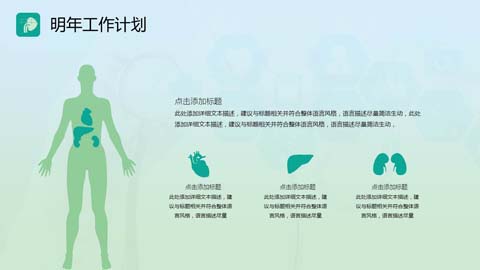 明年工作计划
点击添加标题
此处添加详细文本描述，建议与标题相关并符合整体语言风格，语言描述尽量简洁生动，此处
添加详细文本描述，建议与标题相关并符合整体语言风格，语言描述尽量简洁生动，
点击添加标题
此处添加详细文本描述，建
议与标题相关并符合整体语
言风格，语言描述尽量
点击添加标题
此处添加详细文本描述，建
议与标题相关并符合整体语
言风格，语言描述尽量
点击添加标题
此处添加详细文本描述，建
议与标题相关并符合整体语
言风格，语言描述尽量